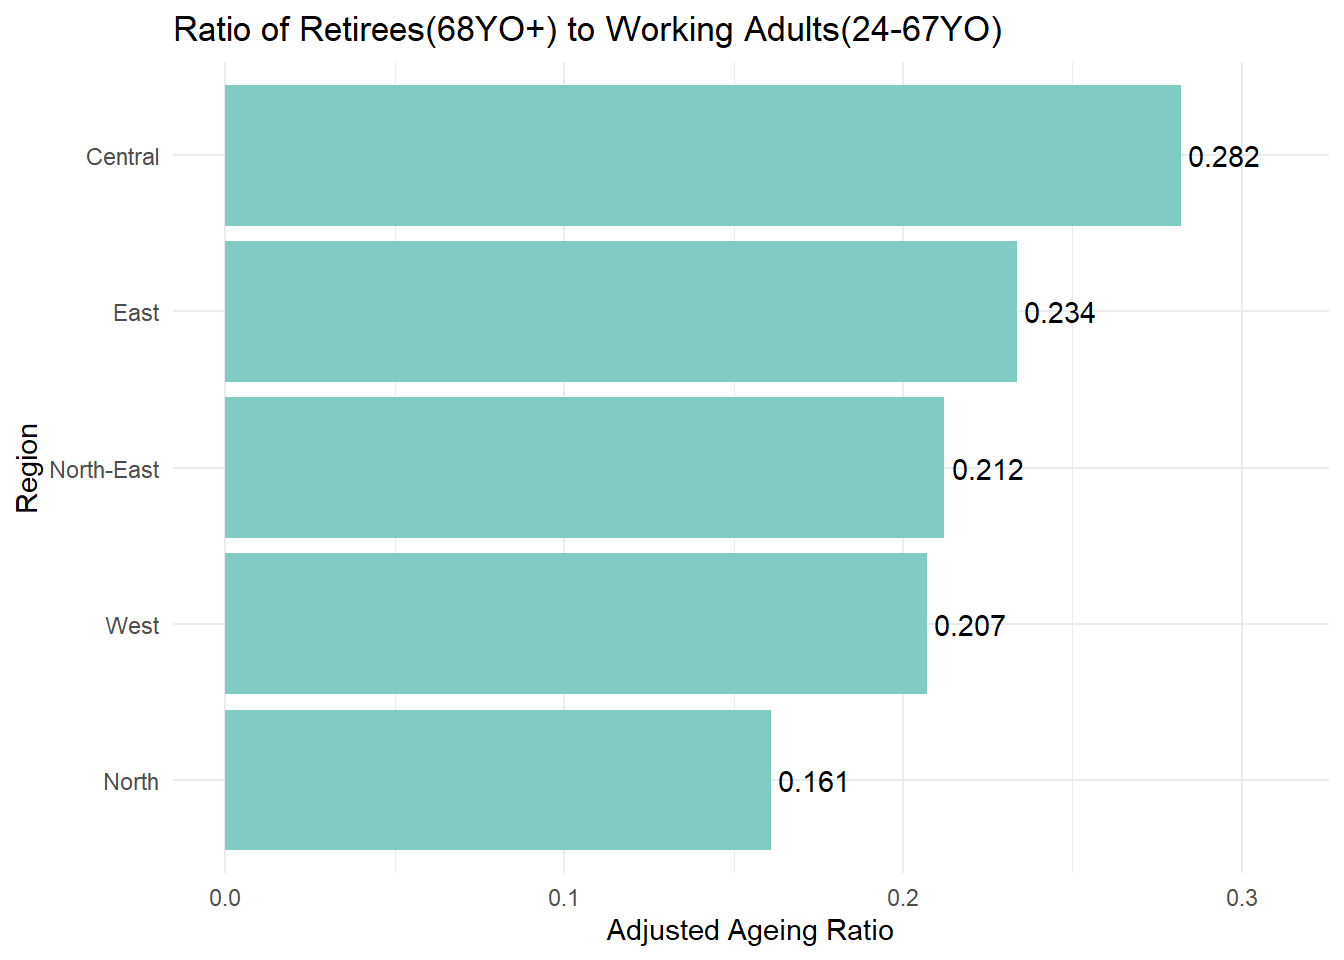 Ratio of Retirees(68YO+) to Working Adults(24-67YO)
Region
Central
0.282
East
0.234
North-East
0.212
West
0.207
North
0.161
0.0 0.1 0.2 0.3
Adjusted Ageing Ratio